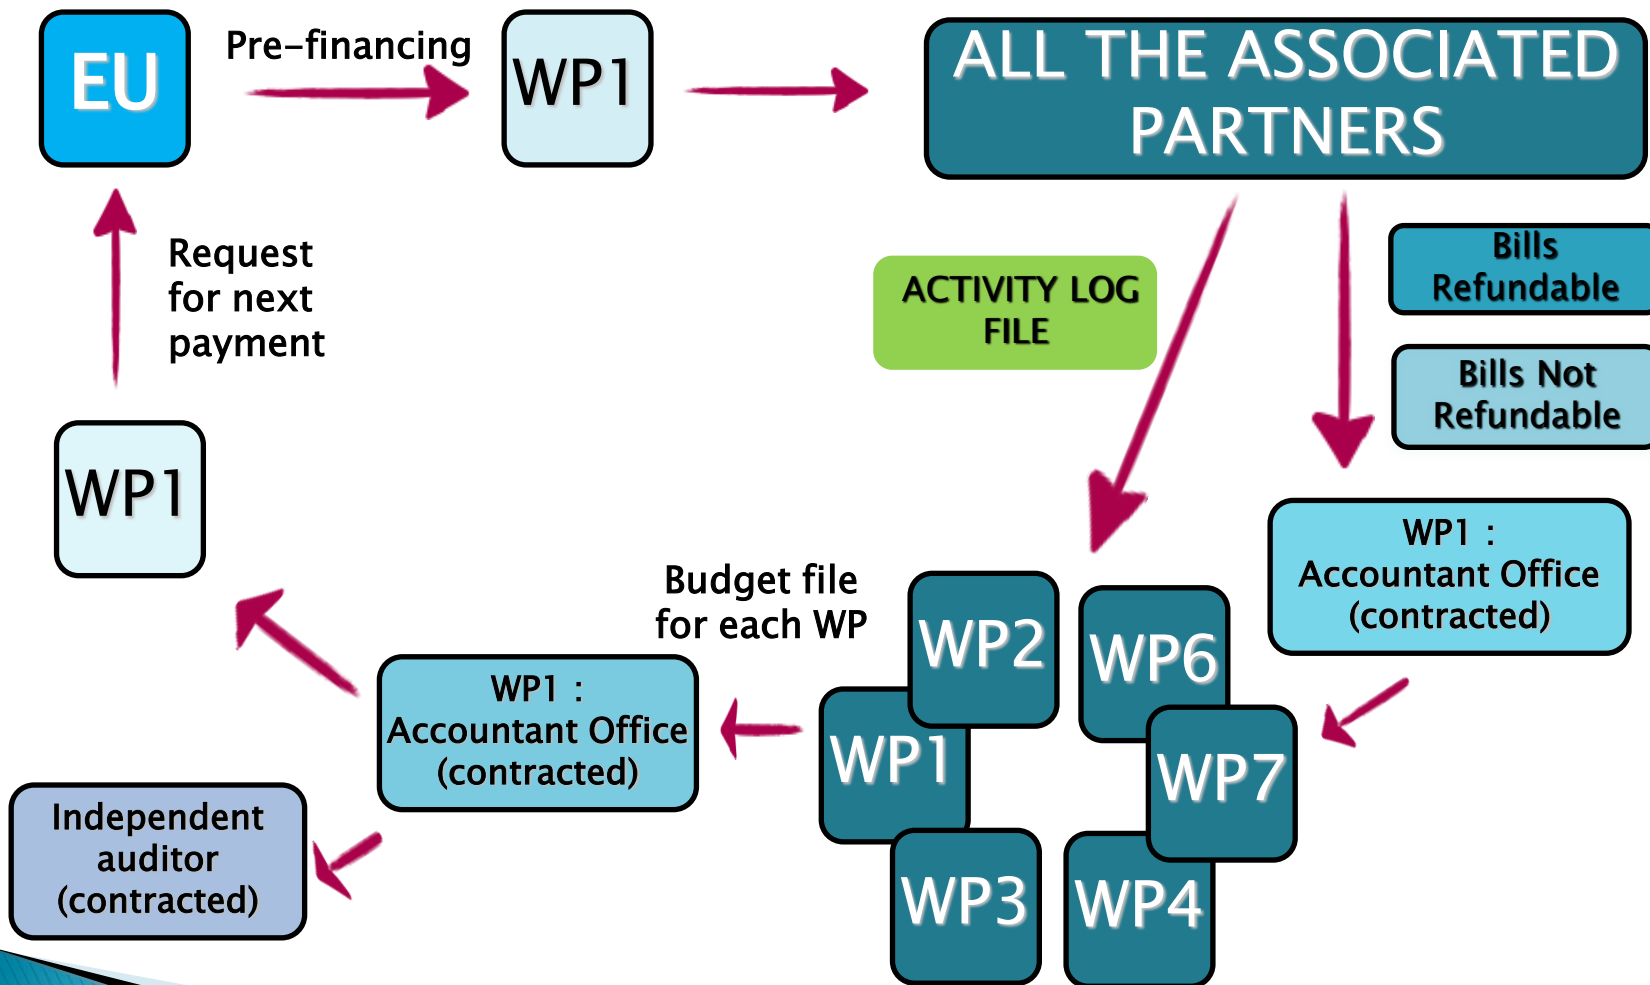 EU
Pre-financing
WP1
ALL THE ASSOCIATED
PARTNERS
Request
for next
payment
ACTIVITY LOG
FILE
Bills
Refundable
Bills Not
Refundable
WP1
WP1 :
Accountant Office
(contracted)
Budget file
for each WP
WP2
WP6
WP1 :
Accountant Office
(contracted)
WP1
WP7
Independent
auditor
(contracted)
WP3
WP4